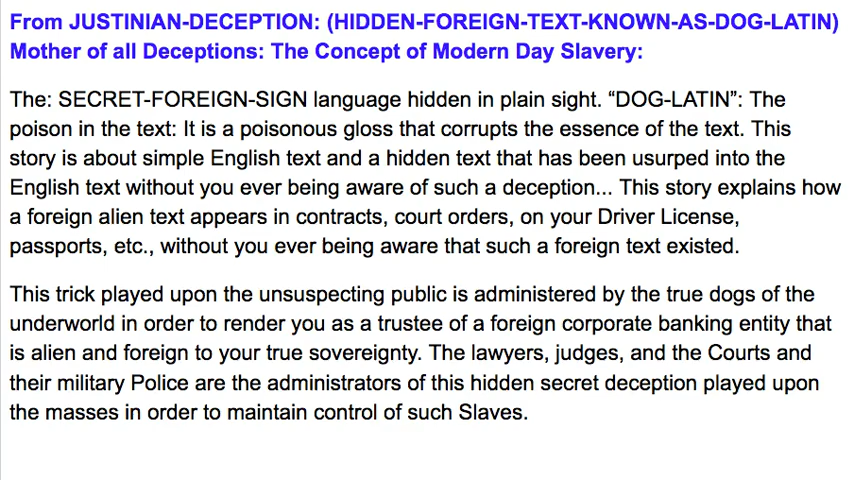 From JUSTINIAN-DECEPTION: (HIDDEN-FOREIGN-TEXT-KNOWN-AS-DOG-LATIN)
Mother of all Deceptions: The Concept of Modern Day Slavery:
The: SECRET-FOREIGN-SIGN language hidden in plain sight. “DOG-LATIN”: The
poison in the text: It is a poisonous gloss that corrupts the essence of the text. This
story is about simple English text and a hidden text that has been usurped into the
English text without you ever being aware of such a deception... This story explains how
a foreign alien text appears in contracts, court orders, on your Driver License,
passports, etc., without you ever being aware that such a foreign text existed.
This trick played upon the unsuspecting public is administered by the true dogs of the
underworld in order to render you as a trustee of a foreign corporate banking entity that
is alien and foreign to your true sovereignty. The lawyers, judges, and the Courts and
their military Police are the administrators of this hidden secret deception played upon
the masses in order to maintain control of such Slaves.